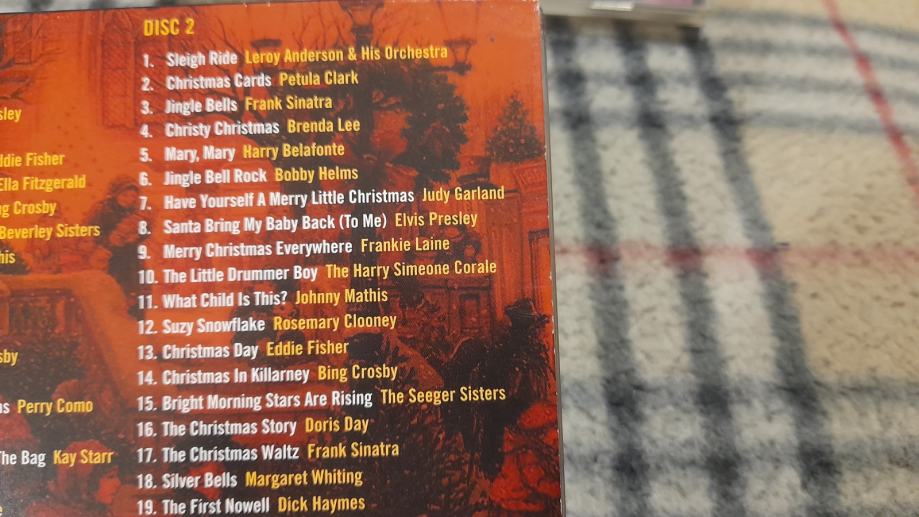 sley
ddie Fisher
Ella Fitzgerald
ng Crosby
Beverley Sisters
his
sby
as Perry Como
The Bag Kay Starr
DISC 2
1. Sleigh Ride Leroy Anderson & His Orchestra
2. Christmas Cards Petula Clark
3. Jingle Bells Frank Sinatra
4. Christy Christmas Brenda Lee
5. Mary, Mary Harry Belafonte
6. Jingle Bell Rock Bobby Helms
7. Have Yourself A Merry Little Christmas Judy Garland
8. Santa Bring My Baby Back (To Me) Elvis Presley
9. Merry Christmas Everywhere Frankie Laine
10. The Little Drummer Boy The Harry Simeone Corale
11. What Child Is This? Johnny Mathis
12. Suzy Snowflake Rosemary Clooney
13. Christmas Day Eddie Fisher
14. Christmas In Killarney Bing Crosby
15. Bright Morning Stars Are Rising The Seeger Sisters
16. The Christmas Story Doris Day
17. The Christmas Waltz Frank Sinatra
18. Silver Bells Margaret Whiting
19. The First Nowell Dick Haymes